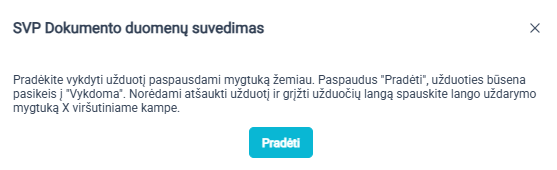 SVP Dokumento duomenų suvedimas
Pradėkite vykdyti užduotį paspausdami mygtuką žemiau. Paspaudus "Pradėti", užduoties būsena
pasikeis į "Vykdoma". Norėdami atšaukti užduotį ir grįžti užduočių langą spauskite lango uždarymo
mygtuką X viršutiniame kampe.
Pradėti